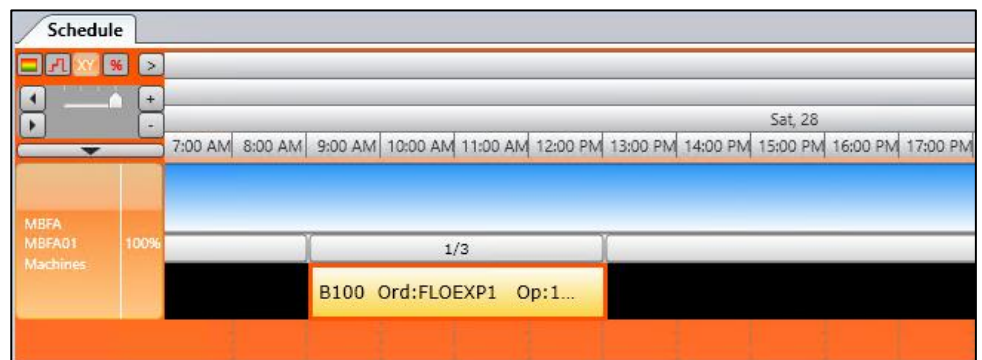 Schedule
XY % >
+
Sat, 28
-
7:00 AM 8:00 AM 9:00 AM 10:00 AM 11:00 AM 12:00 PM 13:00 PM 14:00 PM 15:00 PM 16:00 PM 17:00 PM
MBFA
MBFA01 100% 1/3
Machines
B100 Ord:FLOEXP1 Op:1...